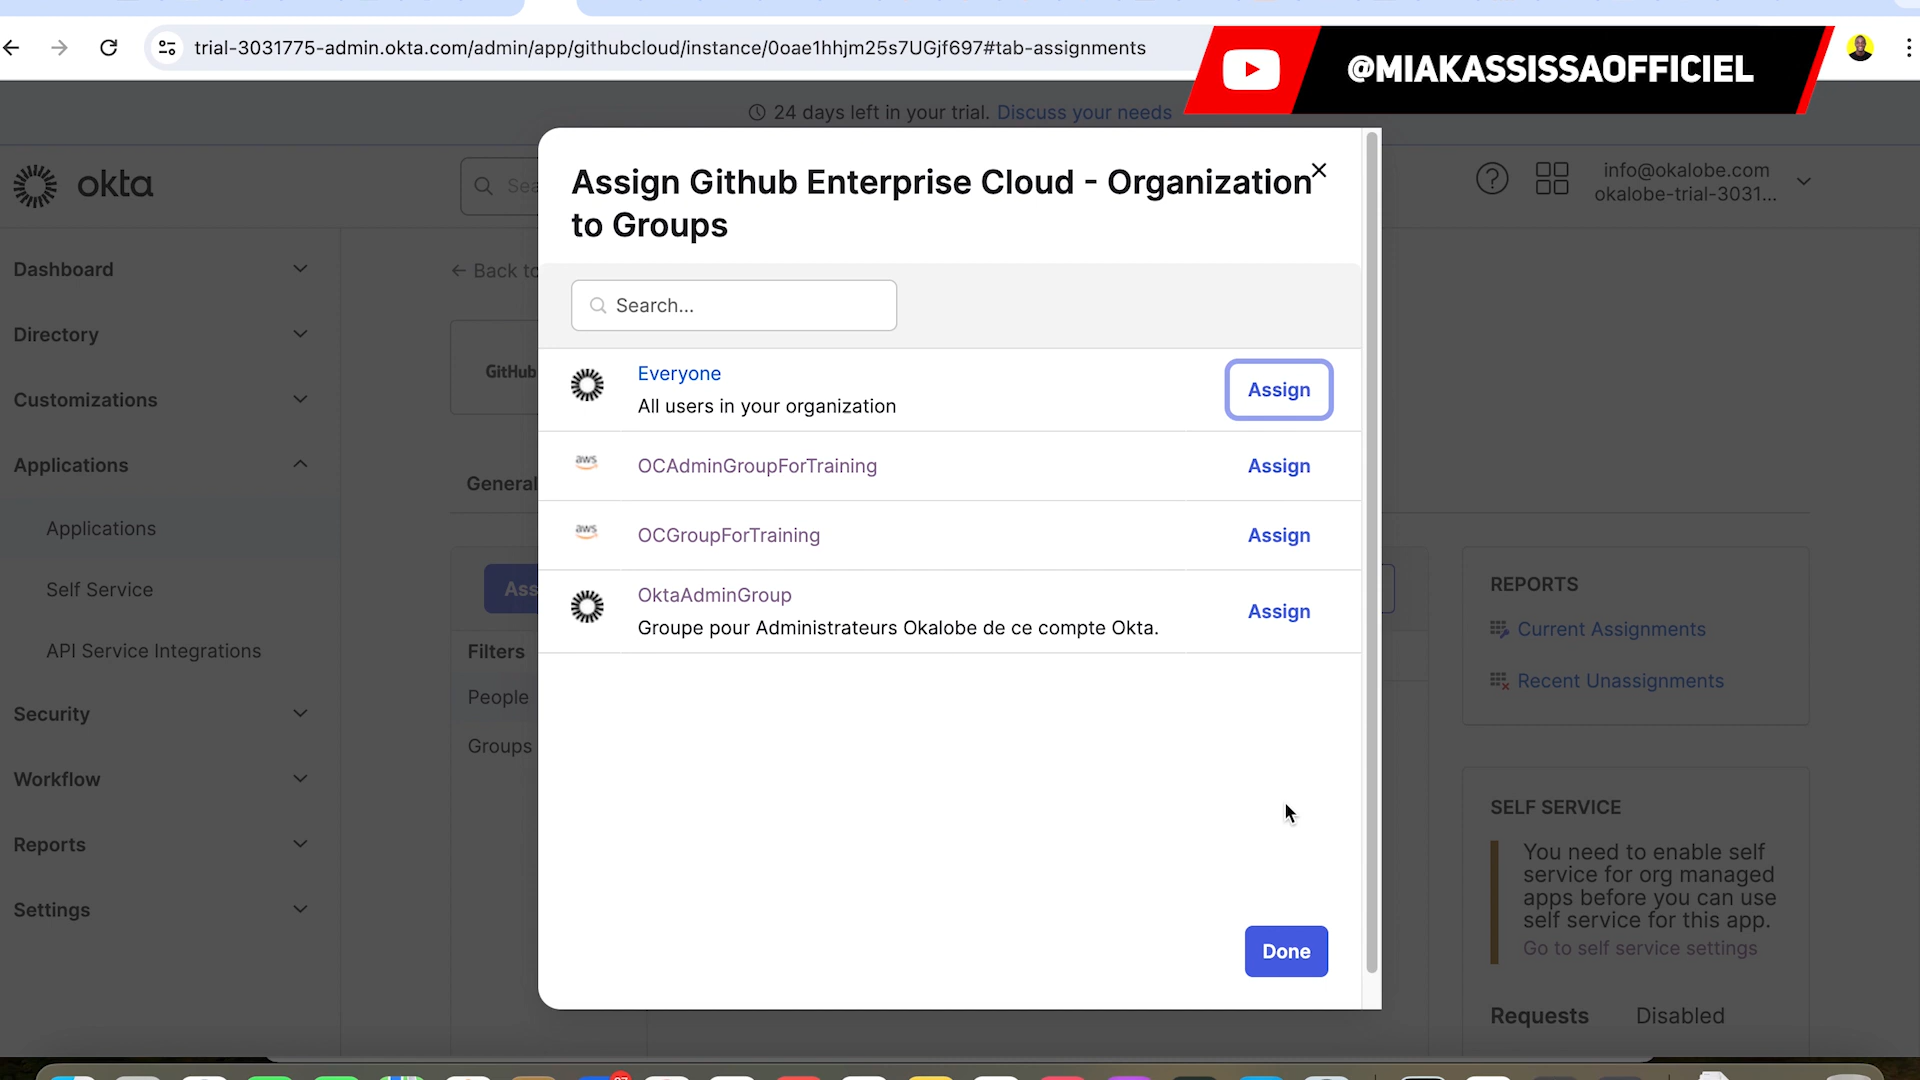 trial-3031775-admin.okta.com/admin/app/githubcloud/instance/0oae1hhjm25s7UGjf697#tab-assignments
@MIAKASSISSAOFFICIEL
24 days left in your trial. Discuss your needs
okta
Sea
info@okalobe.com
okalobe-trial-3031...
Dashboard
Directory
Customizations
Applications
Applications
Self Service
API Service Integrations
Security
Workflow
Reports
Settings
← Back to
GitHub
General
Ass
Filters
People
Groups
Assign Github Enterprise Cloud - Organization
to Groups
Search...
Everyone
All users in your organization
Assign
aws
OCAdminGroupForTraining
Assign
aws
OCGroupForTraining
Assign
OktaAdminGroup
Groupe pour Administrateurs Okalobe de ce compte Okta.
Assign
Done
REPORTS
Current Assignments
Recent Unassignments
SELF SERVICE
You need to enable self
service for org managed
apps before you can use
self service for this app.
Go to self service settings
Requests Disabled